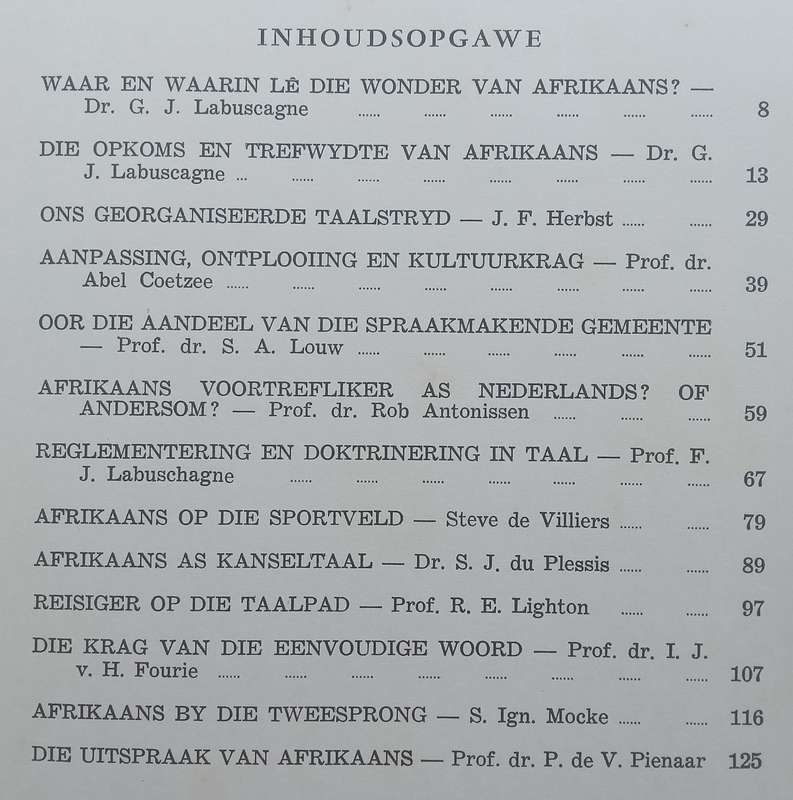 INHOUDSOPGAWE
WAAR EN WAARIN LÊ DIE WONDER VAN AFRIKAANS? —
Dr. G. J. Labuscagne ...... ...... ...... ...... ...... ...... 8
DIE OPKOMS EN TREFWYDTE VAN AFRIKAANS — Dr. G.
J. Labuscagne ... ...... ...... ...... ...... ...... ...... ...... 13
ONS GEORGANISEERDE TAALSTRYD — J. F. Herbst ...... ...... 29
AANPASSING, ONTPLOOIING EN KULTUURKRAG — Prof. dr.
Abel Coetzee ...... ...... ...... ...... ...... ...... ...... ...... 39
OOR DIE AANDEEL VAN DIE SPRAAKMAKENDE GEMEENTE
— Prof. dr. S. A. Louw ...... ...... ...... ...... ...... ...... 51
AFRIKAANS VOORTREFLIKER AS NEDERLANDS? OF
ANDERSOM? — Prof. dr. Rob Antonissen ...... ...... ...... 59
REGLEMENTERING EN DOKTRINERING IN TAAL — Prof. F.
J. Labuschagne ...... ...... ...... ...... ...... ...... ...... 67
AFRIKAANS OP DIE SPORTVELD — Steve de Villiers ...... ...... 79
AFRIKAANS AS KANSELTAAL — Dr. S. J. du Plessis ...... ...... 89
REISIGER OP DIE TAALPAD — Prof. R. E. Lighton ...... ...... 97
DIE KRAG VAN DIE EENVOUDIGE WOORD — Prof. dr. I. J.
v. H. Fourie ...... ...... ...... ...... ...... ...... ...... ...... 107
AFRIKAANS BY DIE TWEESPRONG — S. Ign. Mocke ...... ...... 116
DIE UITSPRAAK VAN AFRIKAANS — Prof. dr. P. de V. Pienaar 125